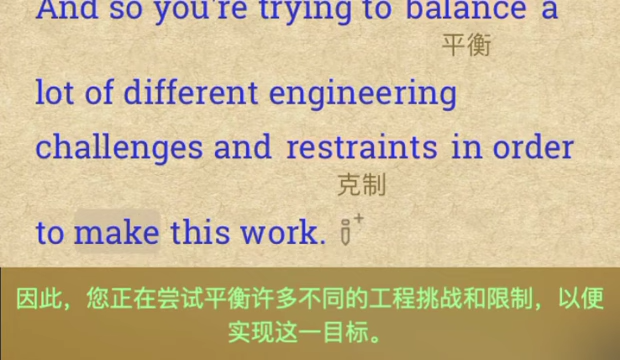 And so you're trying to balance a
平衡
lot of different engineering
challenges and restraints in order
克制
to make this work.
因此，您正在尝试平衡许多不同的工程挑战和限制，以便
实现这一目标。